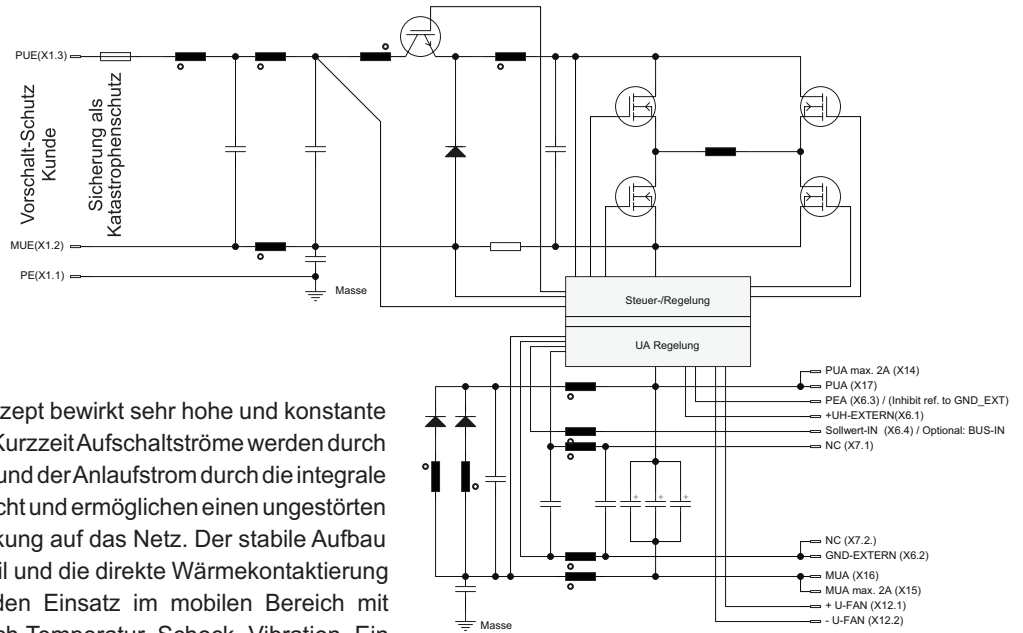 PUE(X1.3)
Vorschalt-Schutz
Kunde
Sicherung als
Katastrophenschutz
MUE(X1.2)
PE(X1.1)
Masse
Steuer-/Regelung
UA Regelung
PUA max. 2A (X14)
PUA (X17)
PEA (X6.3) / (Inhibit ref. to GND_EXT)
+UH-EXTERN(X6.1)
Sollwert-IN (X6.4) / Optional: BUS-IN
NC (X7.1)
+ + +
NC (X7.2.)
GND-EXTERN (X6.2)
MUA (X16)
MUA max. 2A (X15)
+ U-FAN (X12.1)
- U-FAN (X12.2)
Masse
zept bewirkt sehr hohe und konstante
Kurzzeit Aufschaltströme werden durch
und der Anlaufstrom durch die integrale
cht und ermöglichen einen ungestörten
kung auf das Netz. Der stabile Aufbau
il und die direkte Wärmekontaktierung
den Einsatz im mobilen Bereich mit
ch Temperatur, Schock, Vibration. Ein